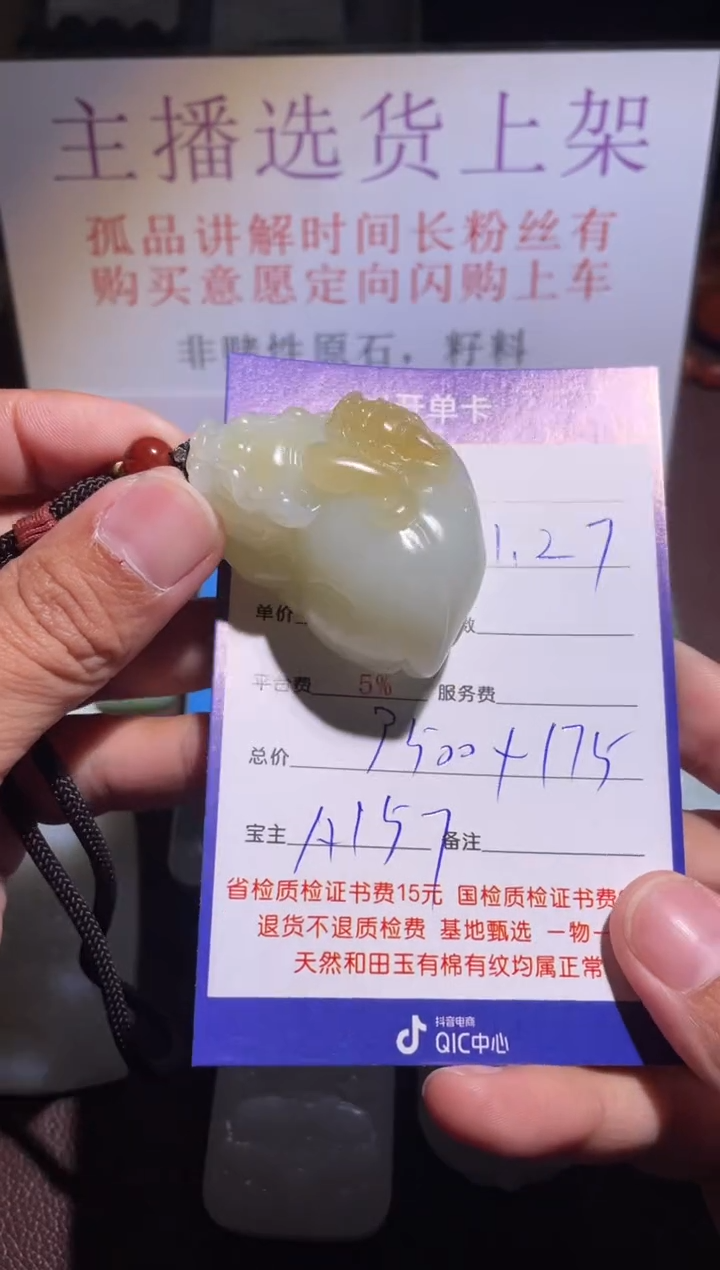 主播选货上架
孤品讲解时间长粉丝有
购买意愿定向闪购上车
非赌性原石，籽料
开单卡
1.27
单价
平台费 5% 服务费
总价 3500+175
宝主 A157 备注
省检质检证书费15元 国检质检证书费
退货不退质检费 基地甄选 一物一
天然和田玉有棉有纹均属正常
抖音电商
QIC中心